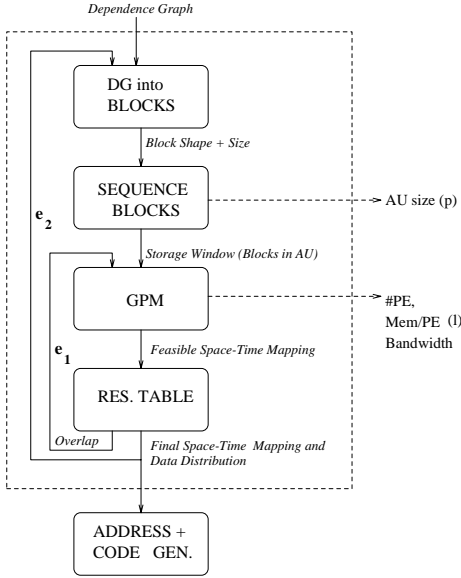 Dependence Graph
DG into
BLOCKS
Block Shape + Size
SEQUENCE
BLOCKS
AU size (p)
e2
Storage Window (Blocks in AU)
GPM
#PE,
Mem/PE (l)
Bandwidth
e1
Feasible Space-Time Mapping
RES. TABLE
Overlap
Final Space-Time Mapping and
Data Distribution
ADDRESS +
CODE GEN.